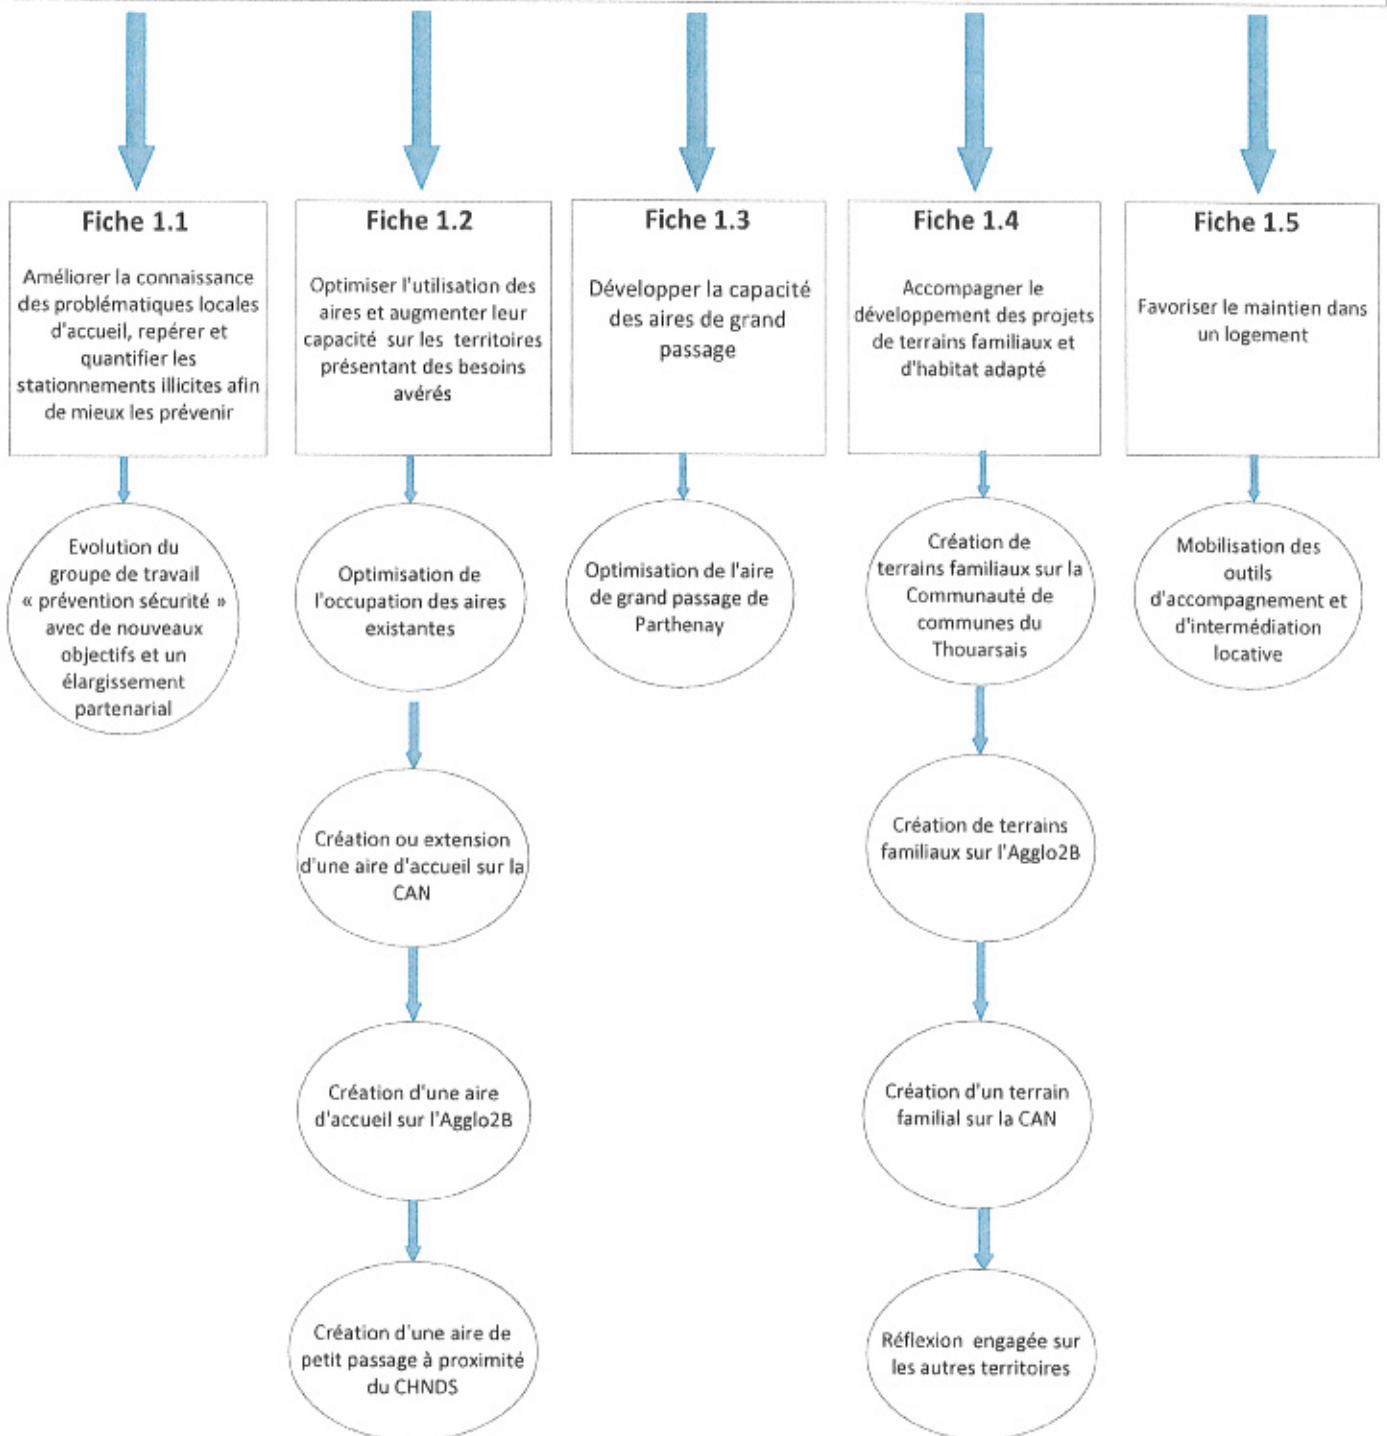 Fiche 1.1
Améliorer la connaissance
des problématiques locales
d'accueil, repérer et
quantifier les
stationnements illicites afin
de mieux les prévenir
Evolution du
groupe de travail
« prévention sécurité »
avec de nouveaux
objectifs et un
élargissement
partenarial
Fiche 1.2
Optimiser l'utilisation des
aires et augmenter leur
capacité sur les territoires
présentant des besoins
avérés
Optimisation de
l'occupation des aires
existantes
Création ou extension
d'une aire d'accueil sur la
CAN
Création d'une aire
d'accueil sur l'Agglo2B
Création d'une aire de
petit passage à proximité
du CHNDS
Fiche 1.3
Développer la capacité
des aires de grand
passage
Optimisation de l'aire
de grand passage de
Parthenay
Fiche 1.4
Accompagner le
développement des projets
de terrains familiaux et
d'habitat adapté
Création de
terrains familiaux sur la
Communauté de
communes du
Thouarsais
Création de terrains
familiaux sur l'Agglo2B
Création d'un terrain
familial sur la CAN
Réflexion engagée sur
les autres territoires
Fiche 1.5
Favoriser le maintien dans
un logement
Mobilisation des
outils
d'accompagnement et
d'intermédiation
locative